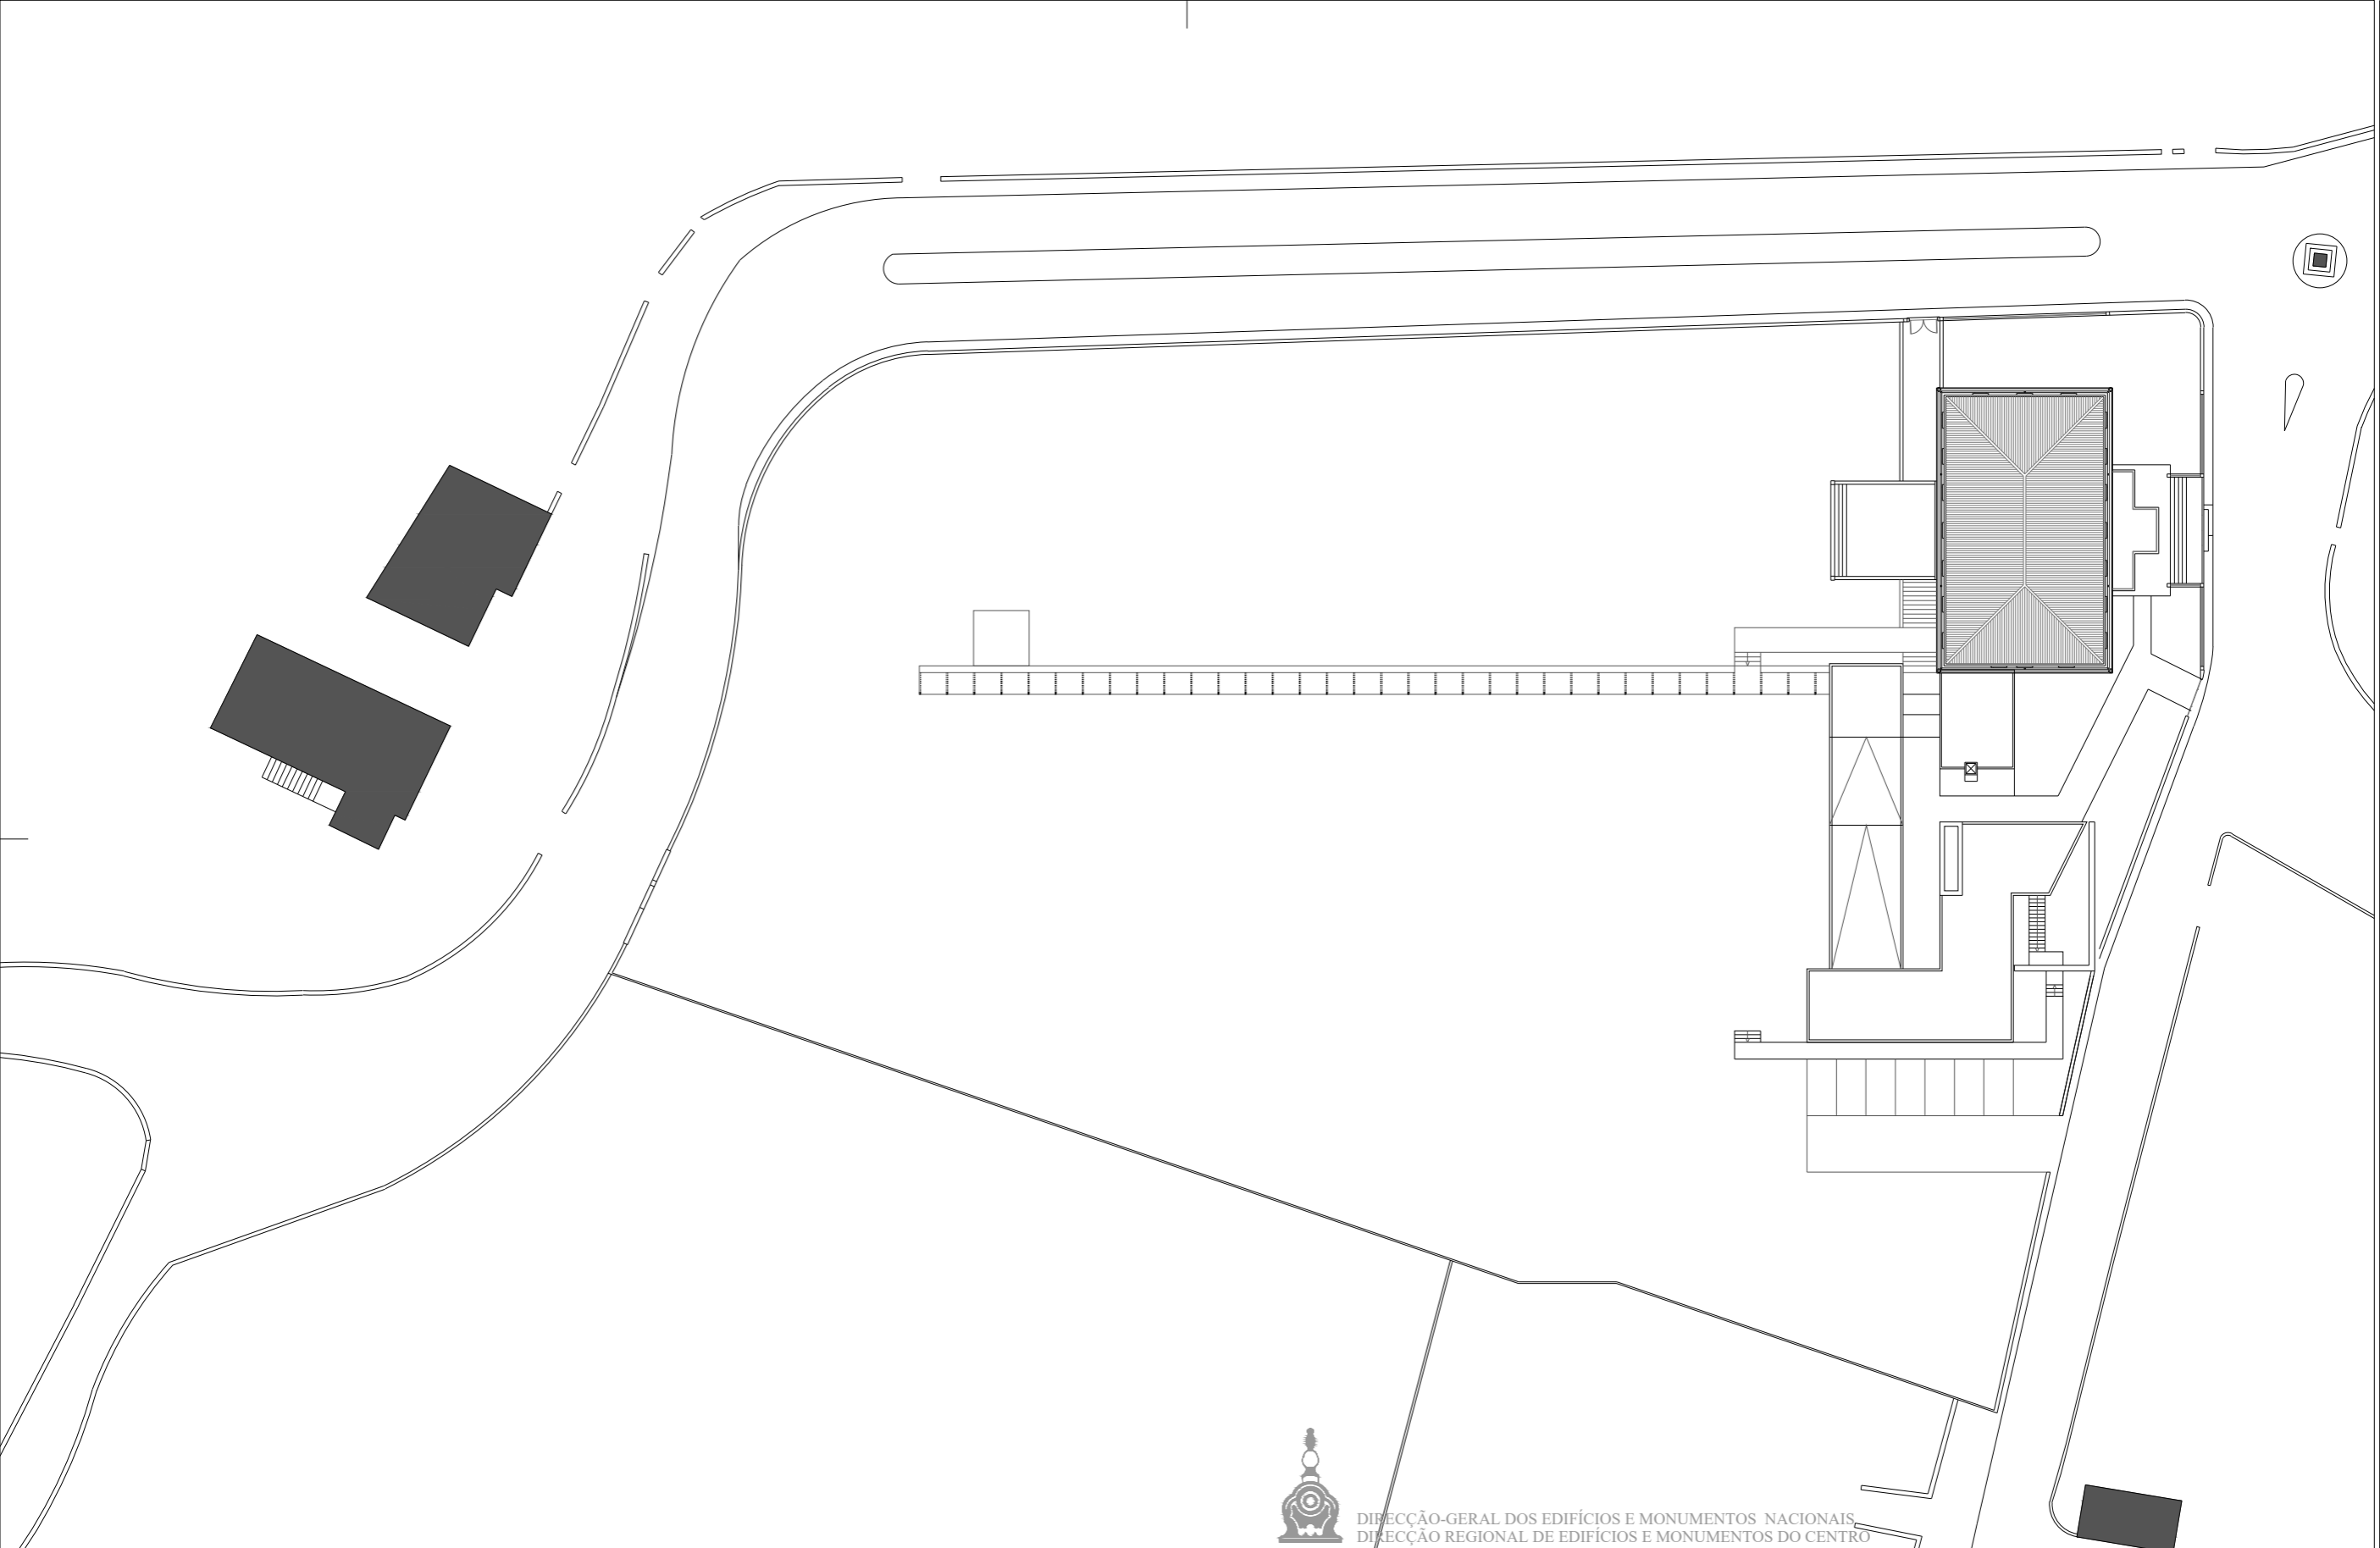 DIRECÇÃO-GERAL DOS EDIFÍCIOS E MONUMENTOS NACIONAIS
DIRECÇÃO REGIONAL DE EDIFÍCIOS E MONUMENTOS DO CENTRO